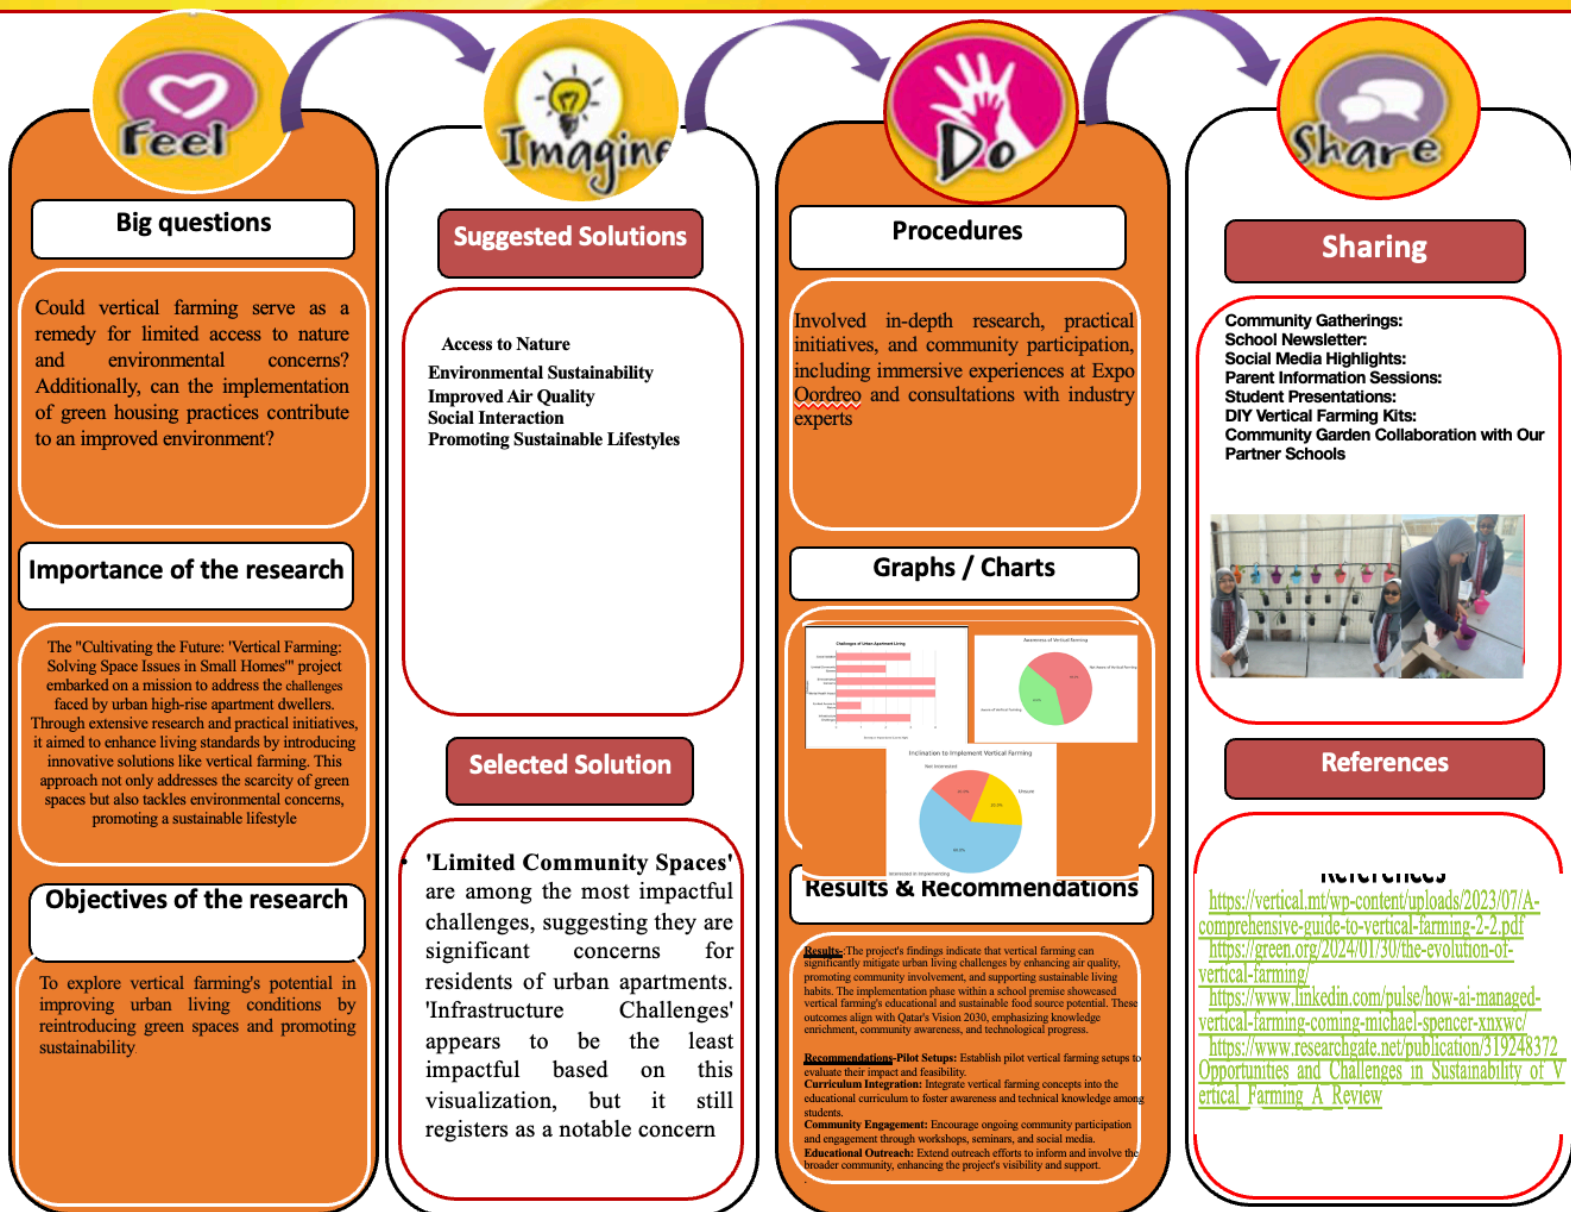 Feel
Big questions
Could vertical farming serve as a
remedy for limited access to nature
and environmental concerns?
Additionally, can the implementation
of green housing practices contribute
to an improved environment?
Importance of the research
The "Cultivating the Future: 'Vertical Farming:
Solving Space Issues in Small Homes'" project
embarked on a mission to address the challenges
faced by urban high-rise apartment dwellers.
Through extensive research and practical initiatives,
it aimed to enhance living standards by introducing
innovative solutions like vertical farming. This
approach not only addresses the scarcity of green
spaces but also tackles environmental concerns,
promoting a sustainable lifestyle
Objectives of the research
To explore vertical farming's potential in
improving urban living conditions by
reintroducing green spaces and promoting
sustainability
Imagine
Suggested Solutions
Access to Nature
Environmental Sustainability
Improved Air Quality
Social Interaction
Promoting Sustainable Lifestyles
Selected Solution
• 'Limited Community Spaces'
are among the most impactful
challenges, suggesting they are
significant concerns for
residents of urban apartments.
'Infrastructure Challenges'
appears to be the least
impactful based on this
visualization, but it still
registers as a notable concern
Do
Procedures
Involved in-depth research, practical
initiatives, and community participation,
including immersive experiences at Expo
Oordreo and consultations with industry
experts
Graphs / Charts
Challenges of Urban Apartment Living
Awareness of Vertical Farming
Not Aware of Vertical Farming
Aware of Vertical Farming
Inclination to Implement Vertical Farming
Not Interested
Unsure
20.0%
Interested in Implementing
Results & Recommendations
Results-:The project's findings indicate that vertical farming can
significantly mitigate urban living challenges by enhancing air quality,
promoting community involvement, and supporting sustainable living
habits. The implementation phase within a school premise showcased
vertical farming's educational and sustainable food source potential. These
outcomes align with Qatar's Vision 2030, emphasizing knowledge
enrichment, community awareness, and technological progress.
Recommendations-Pilot Setups: Establish pilot vertical farming setups to
evaluate their impact and feasibility.
Curriculum Integration: Integrate vertical farming concepts into the
educational curriculum to foster awareness and technical knowledge among
students.
Community Engagement: Encourage ongoing community participation
and engagement through workshops, seminars, and social media.
Educational Outreach: Extend outreach efforts to inform and involve the
broader community, enhancing the project's visibility and support.
.
Share
Sharing
Community Gatherings:
School Newsletter:
Social Media Highlights:
Parent Information Sessions:
Student Presentations:
DIY Vertical Farming Kits:
Community Garden Collaboration with Our
Partner Schools
References
References
https://vertical.mt/wp-content/uploads/2023/07/A-
comprehensive-guide-to-vertical-farming-2-2.pdf
https://green.org/2024/01/30/the-evolution-of-
vertical-farming/
https://www.linkedin.com/pulse/how-ai-managed-
vertical-farming-coming-michael-spencer-xnxwc/
https://www.researchgate.net/publication/319248372_
Opportunities_and_Challenges_in_Sustainability_of_V
ertical_Farming_A_Review